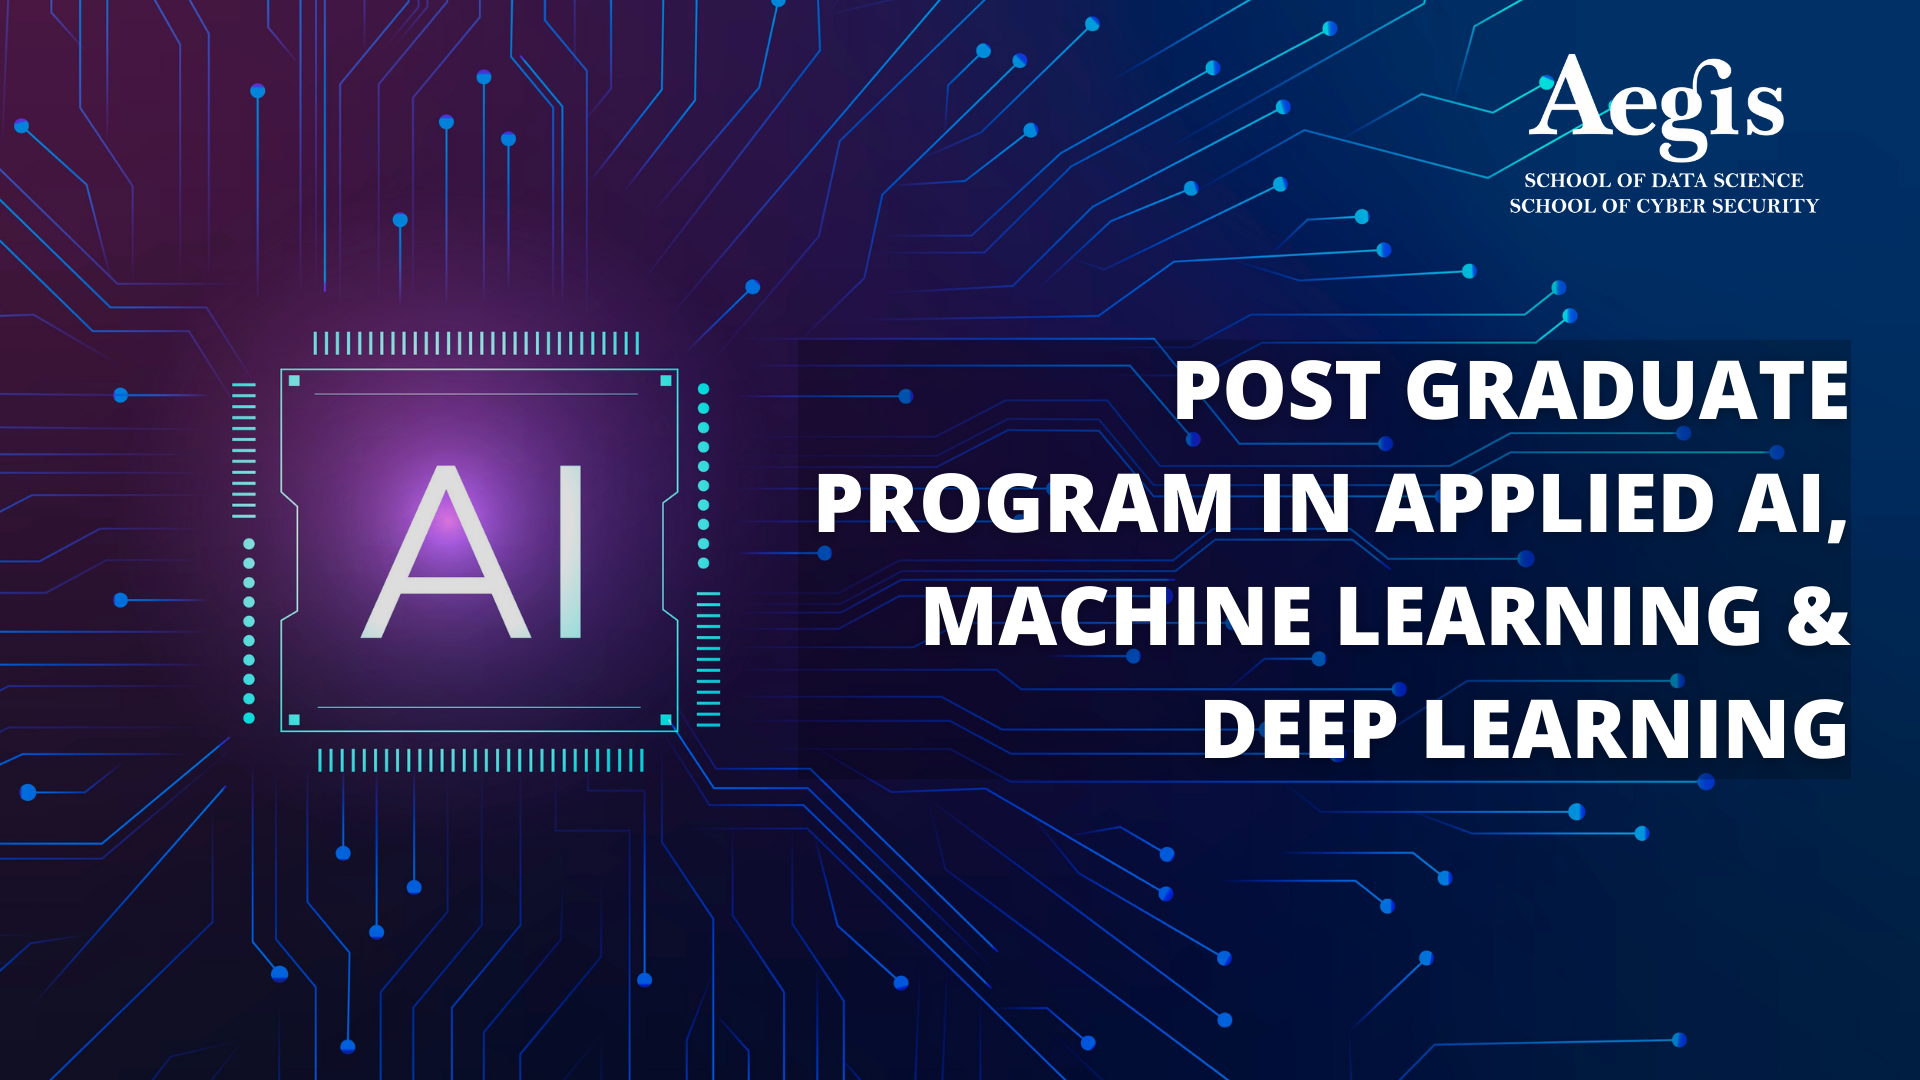 Aegis
SCHOOL OF DATA SCIENCE
SCHOOL OF CYBER SECURITY
AI
POST GRADUATE
PROGRAM IN APPLIED AI,
MACHINE LEARNING &
DEEP LEARNING